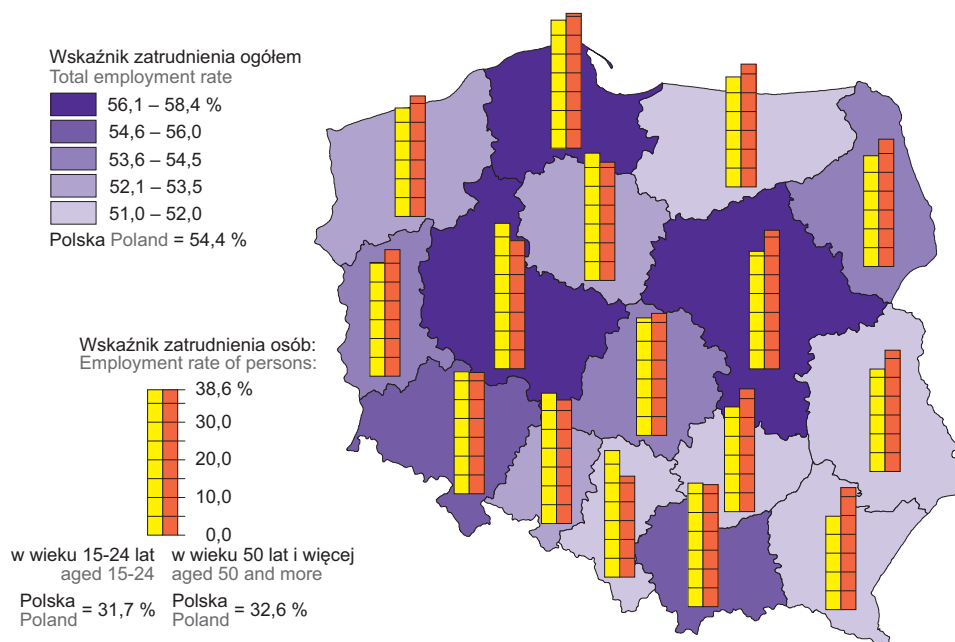 Wskaźnik zatrudnienia ogółem
Total employment rate
56,1 – 58,4 %
54,6 – 56,0
53,6 – 54,5
52,1 – 53,5
51,0 – 52,0
Polska Poland = 54,4 %
Wskaźnik zatrudnienia osób:
Employment rate of persons:
38,6 %
30,0
20,0
10,0
0,0
w wieku 15-24 lat w wieku 50 lat i więcej
aged 15-24 aged 50 and more
Polska Polska
= 31,7 % = 32,6 %
Poland Poland